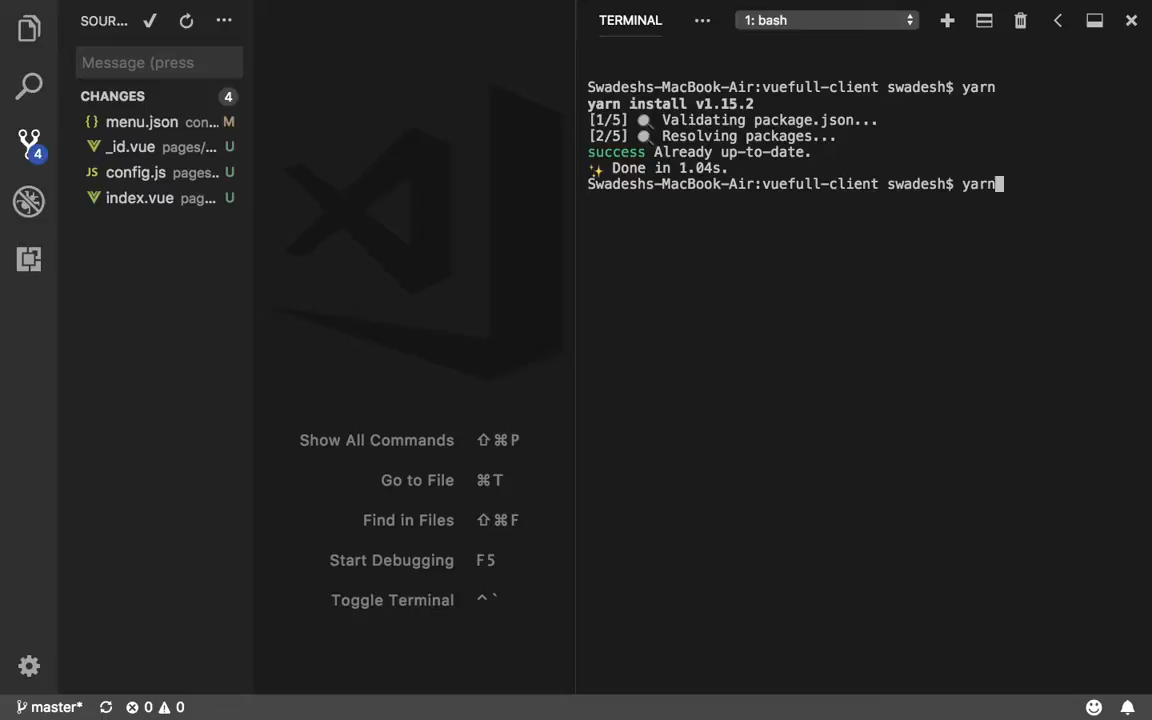 SOUR...
Message (press
CHANGES 4
{} menu.json con... M
_id.vue pages/... U
JS config.js pages... U
index.vue pag... U
4
Show All Commands ⇧⌘P
Go to File ⌘T
Find in Files ⇧⌘F
Start Debugging F5
Toggle Terminal ^`
TERMINAL ... 1: bash
Swadeshs-MacBook-Air:vuefull-client swadesh$ yarn
yarn install v1.15.2
[1/5] 🔍 Validating package.json...
[2/5] 🔍 Resolving packages...
success Already up-to-date.
✨ Done in 1.04s.
Swadeshs-MacBook-Air:vuefull-client swadesh$ yarn
master* 0 0